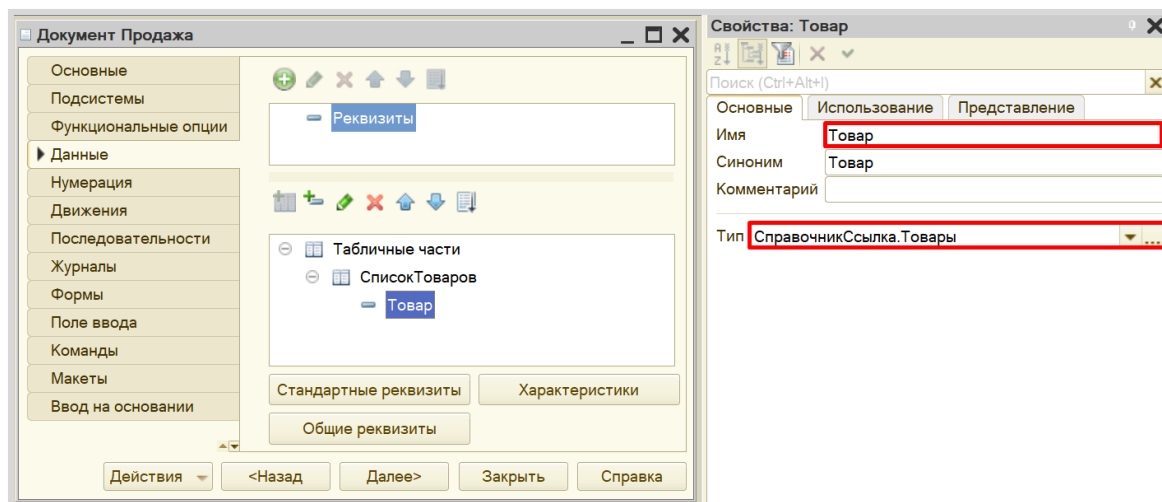 Документ Продажа
Основные
Подсистемы
Функциональные опции
Данные
Нумерация
Движения
Последовательности
Журналы
Формы
Поле ввода
Команды
Макеты
Ввод на основании
Реквизиты
Табличные части
СписокТоваров
Товар
Стандартные реквизиты
Характеристики
Общие реквизиты
Действия
<Назад
Далее>
Закрыть
Справка
Свойства: Товар
Поиск (Ctrl+Alt+I)
Основные Использование Представление
Имя Товар
Синоним Товар
Комментарий
Тип СправочникСсылка.Товары ...